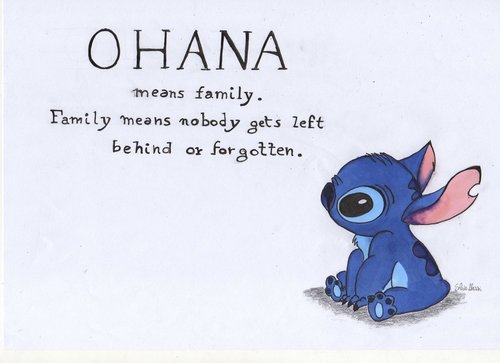 OHANA
means family.
Family means nobody gets left
behind or forgotten.